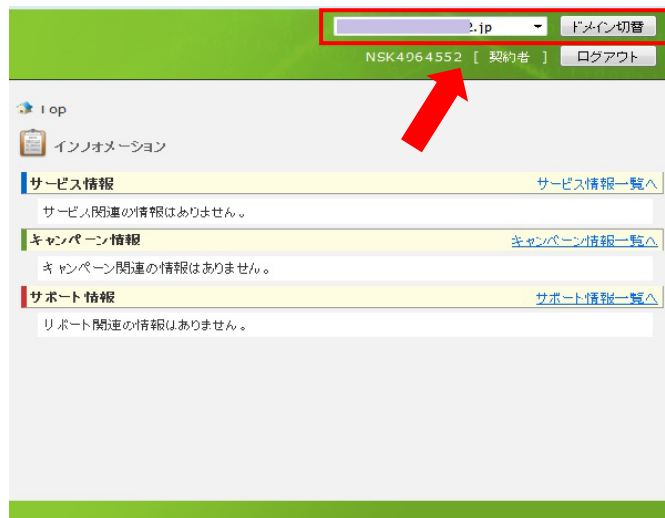 2.jp ドメイン切替
NSK4964552 [ 契約者 ] ログアウト
Top
インフォメーション
サービス情報 サービス情報一覧へ
サービス関連の情報はありません。
キャンペーン情報 キャンペーン情報一覧へ
キャンペーン関連の情報はありません。
サポート情報 サポート情報一覧へ
リポート関連の情報はありません。